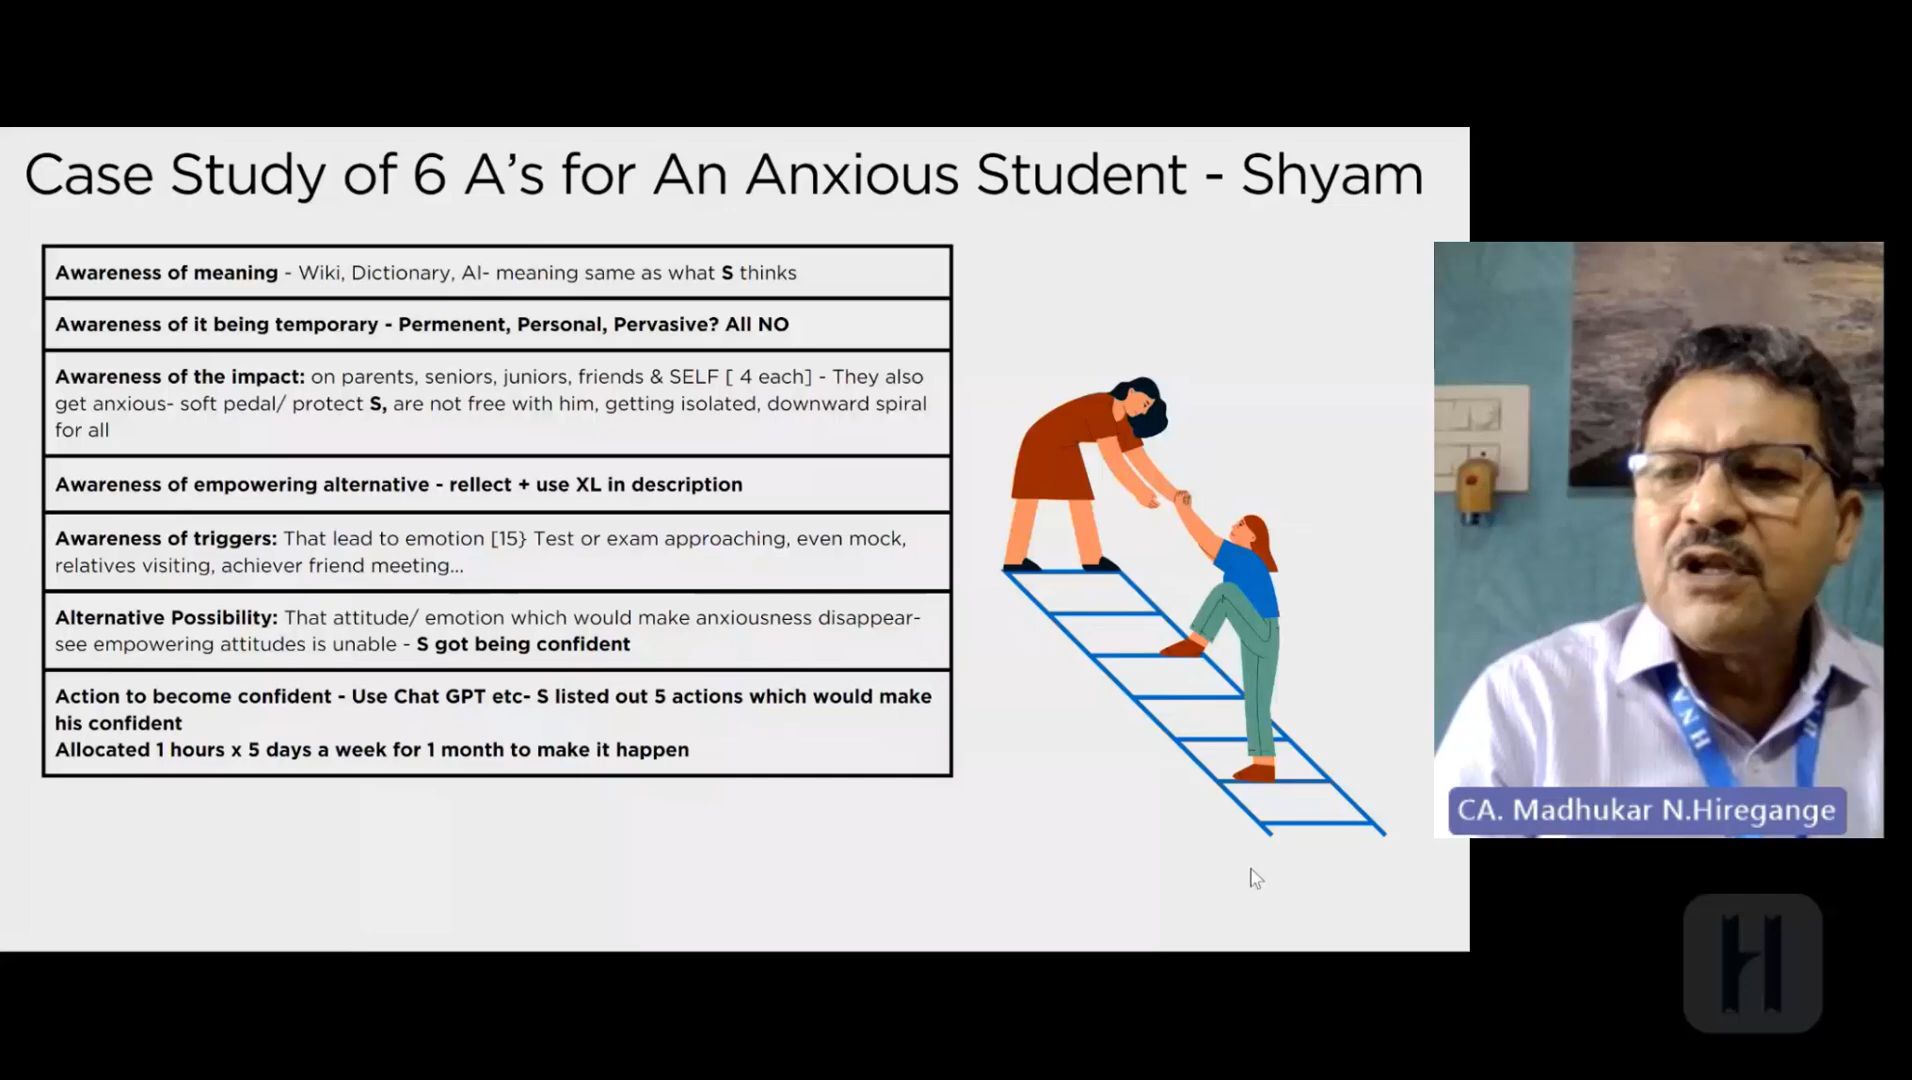 Case Study of 6 A's for An Anxious Student - Shyam
Awareness of meaning - Wiki, Dictionary, AI- meaning same as what S thinks
Awareness of it being temporary - Permenent, Personal, Pervasive? All NO
Awareness of the impact: on parents, seniors, juniors, friends & SELF [ 4 each] - They also
get anxious- soft pedal/ protect S, are not free with him, getting isolated, downward spiral
for all
Awareness of empowering alternative - rellect + use XL in description
Awareness of triggers: That lead to emotion [15} Test or exam approaching, even mock,
relatives visiting, achiever friend meeting...
Alternative Possibility: That attitude/ emotion which would make anxiousness disappear-
see empowering attitudes is unable - S got being confident
Action to become confident - Use Chat GPT etc- S listed out 5 actions which would make
his confident
Allocated 1 hours x 5 days a week for 1 month to make it happen
HNA
CA. Madhukar N.Hiregange
H